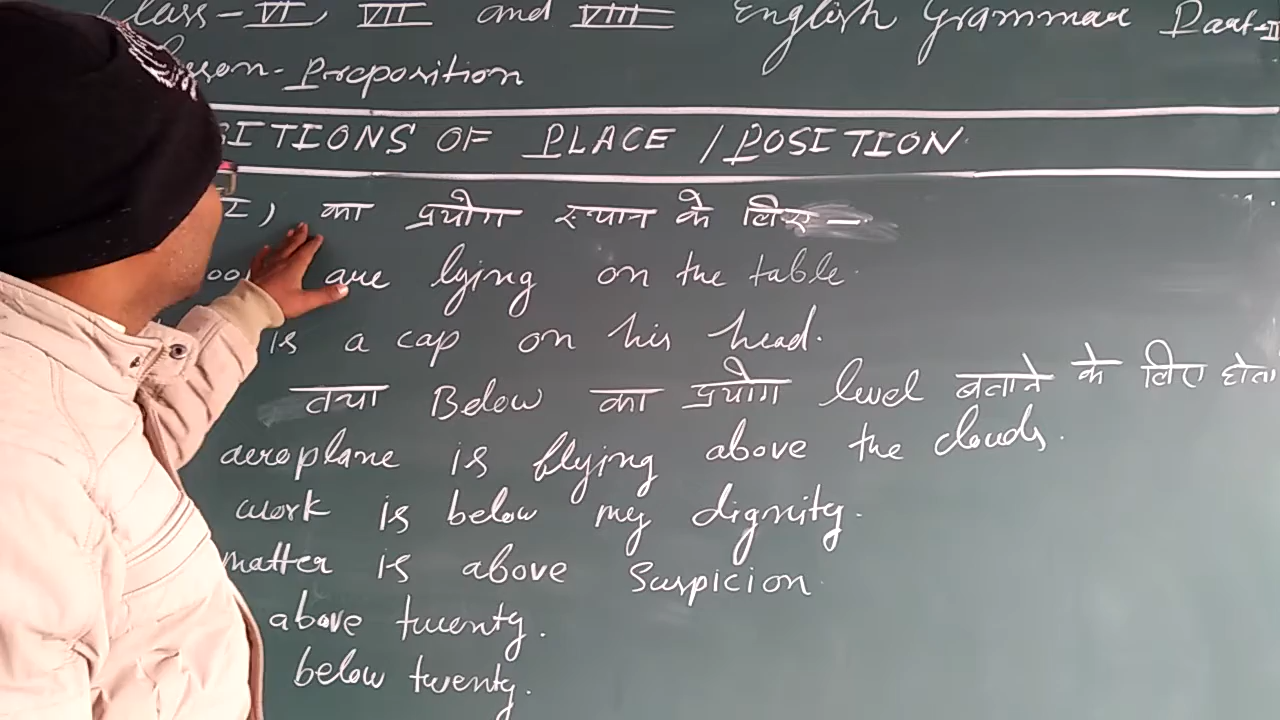 Class-VI, VII and VIII English Grammar Part-II
Preposition
SITIONS OF PLACE / POSITION
का प्रयोग स्थान के लिए -
are lying on the table.
is a cap on his head.
तथा Below का प्रयोग level बताने के लिए होता
aeroplane is flying above the clouds.
work is below my dignity.
matter is above Suspicion.
above twenty.
below twenty.